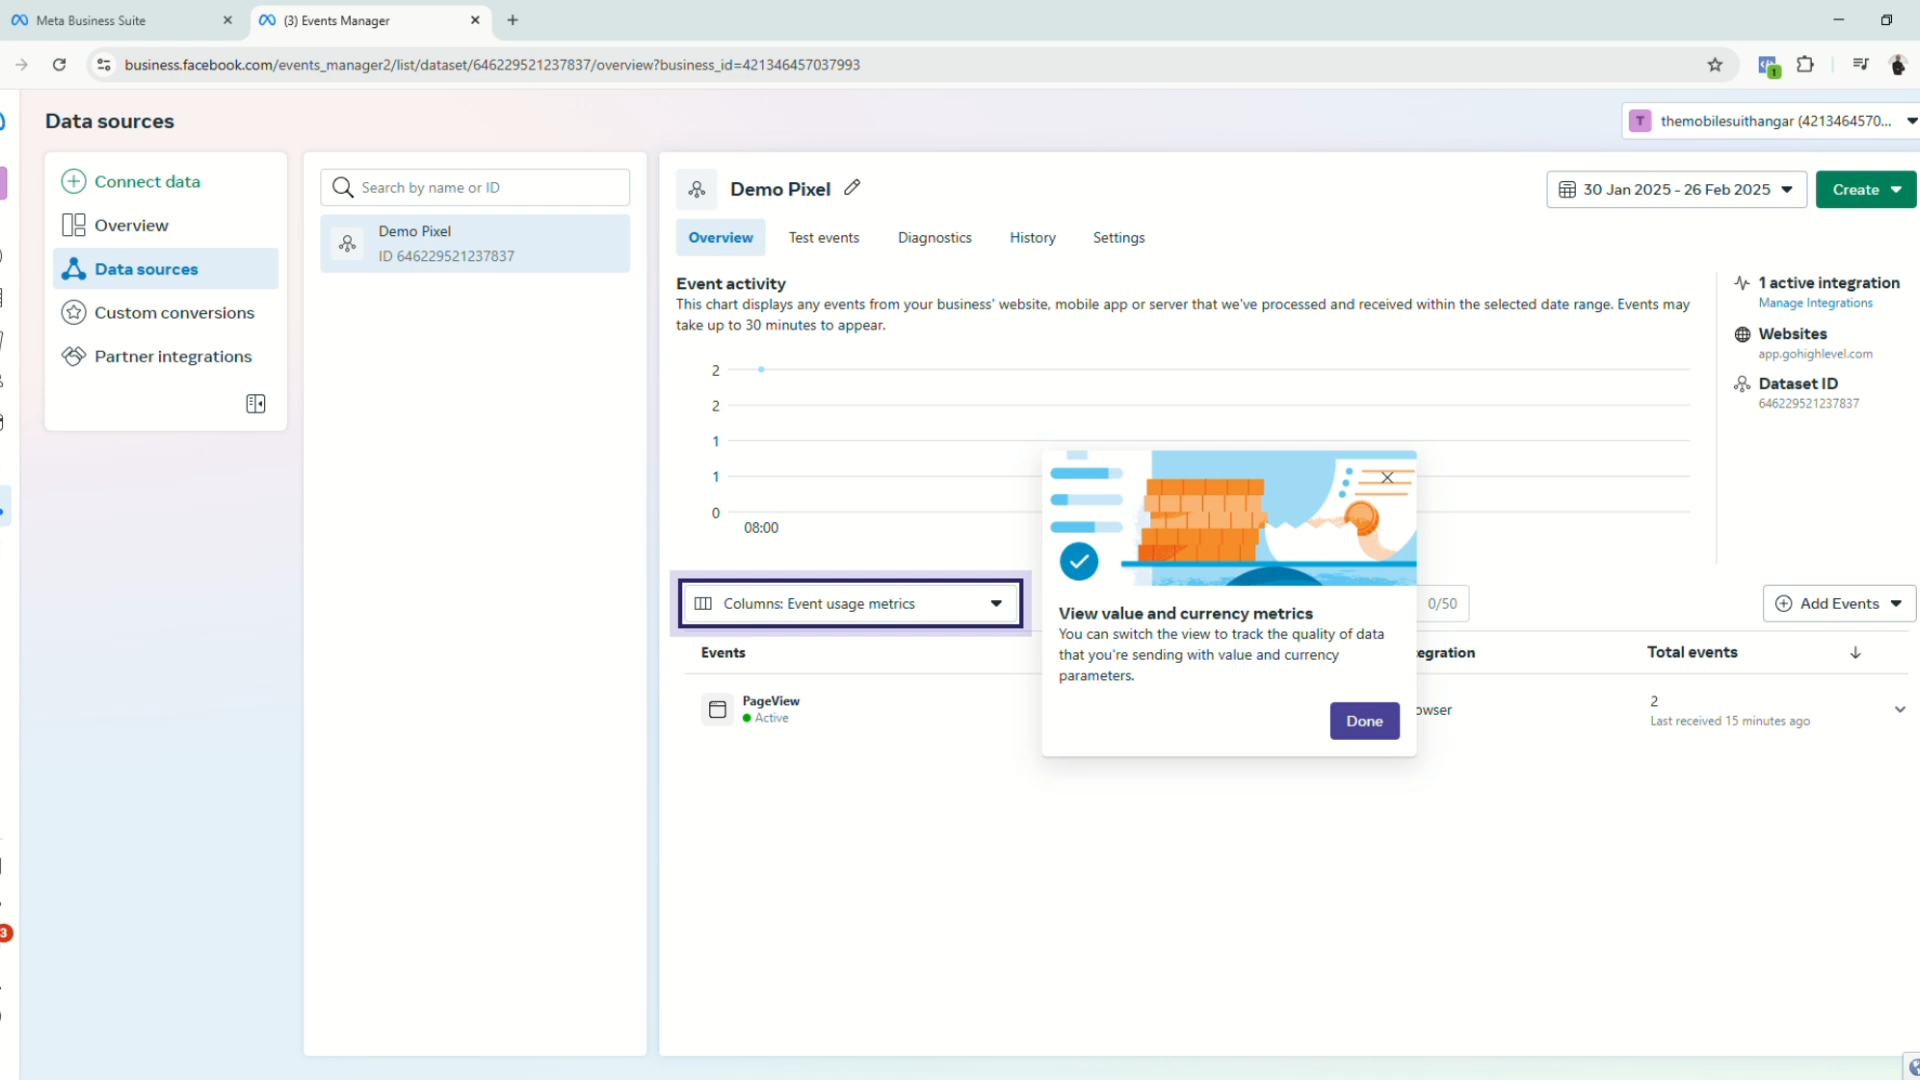 Meta Business Suite
(3) Events Manager
business.facebook.com/events_manager2/list/dataset/646229521237837/overview?business_id=421346457037993
1
Data sources
T themobilesuithangar (4213464570...
Connect data
Overview
Data sources
Custom conversions
Partner integrations
3
Search by name or ID
Demo Pixel
ID 646229521237837
Demo Pixel
30 Jan 2025 - 26 Feb 2025
Create
Overview
Test events
Diagnostics
History
Settings
Event activity
This chart displays any events from your business' website, mobile app or server that we've processed and received within the selected date range. Events may
take up to 30 minutes to appear.
2
2
1
1
0
08:00
1 active integration
Manage Integrations
Websites
app.gohighlevel.com
Dataset ID
646229521237837
Columns: Event usage metrics
0/50
Add Events
View value and currency metrics
You can switch the view to track the quality of data
that you're sending with value and currency
parameters.
Done
Events
egration
Total events
PageView
Active
owser
2
Last received 15 minutes ago